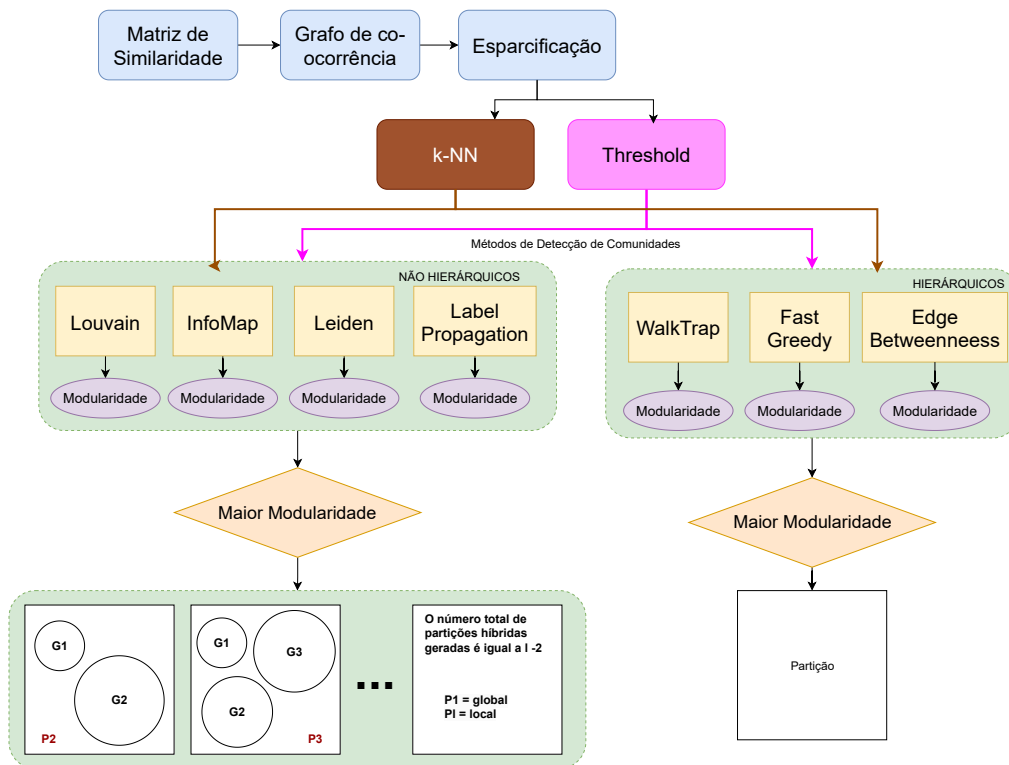 Matriz de
Similaridade
Grafo de co-
ocorrência
Esparcificação
k-NN
Threshold
Métodos de Detecção de Comunidades
NÃO HIERÁRQUICOS
HIERÁRQUICOS
Louvain
InfoMap
Leiden
Label
Propagation
WalkTrap
Fast
Greedy
Edge
Betweenneess
Modularidade
Modularidade
Modularidade
Modularidade
Modularidade
Modularidade
Modularidade
Maior Modularidade
Maior Modularidade
G1
G2
P2
G1
G3
G2
P3
...
O número total de
partições híbridas
geradas é igual a l -2
P1 = global
Pl = local
Partição